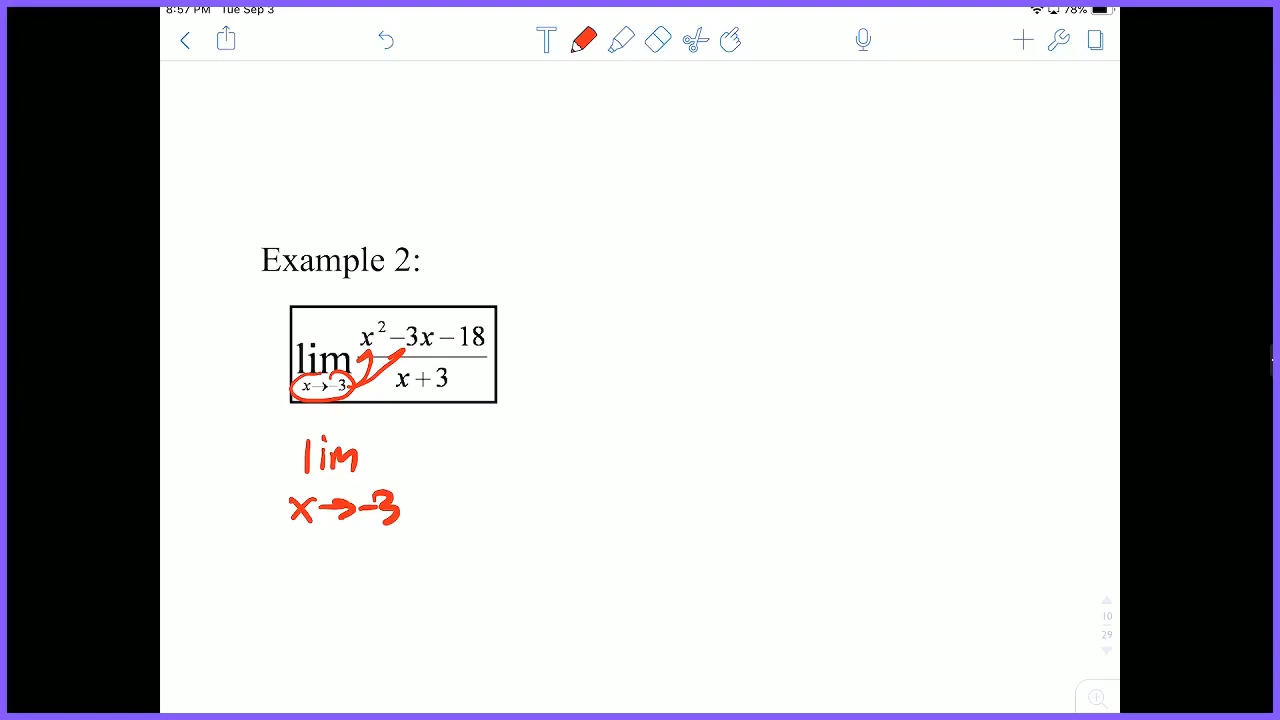 8:57 PM Tue Sep 3 78%
T
Example 2:
lim x→−3 (x² −3x − 18)/(x + 3)
lim
x→-3
10
29